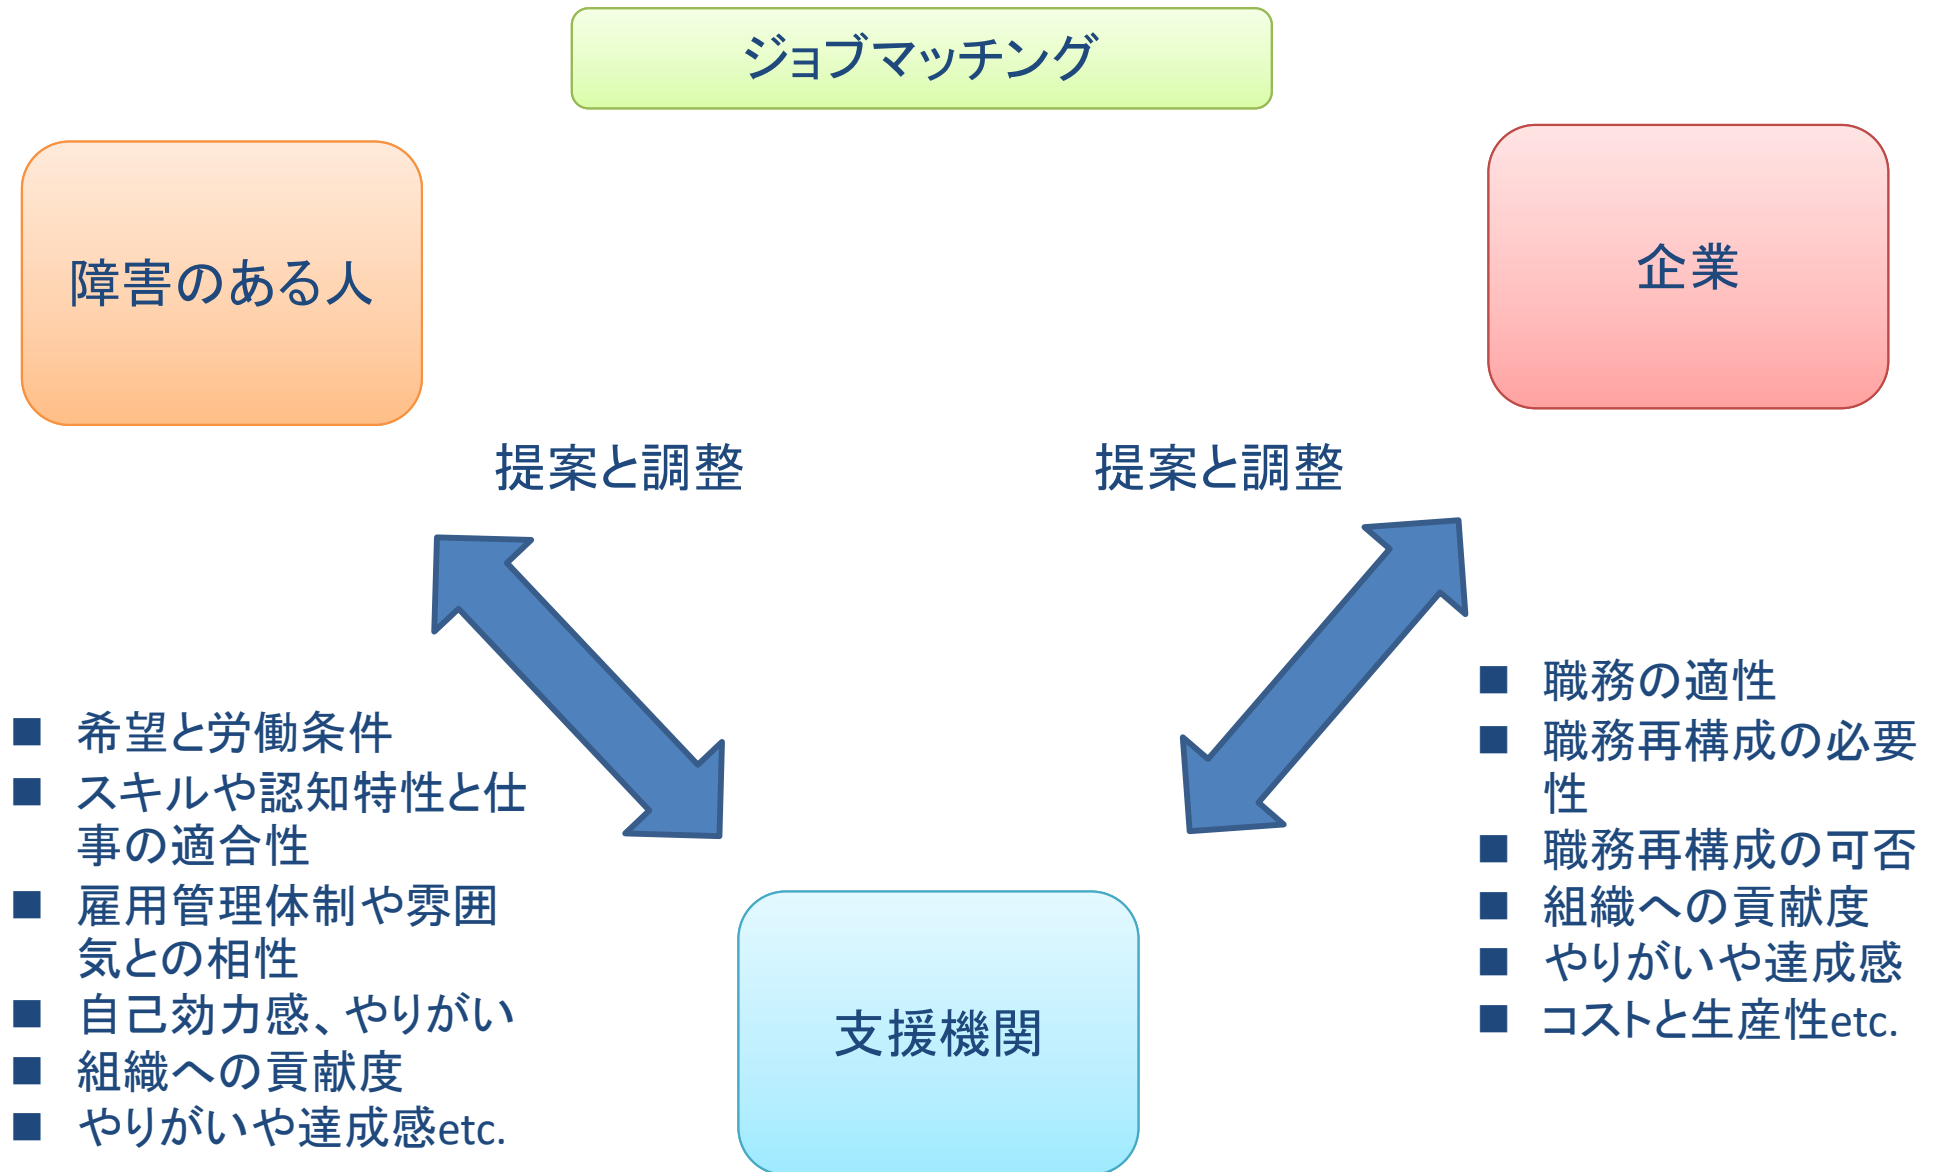 ジョブマッチング
障害のある人
企業
提案と調整
提案と調整
■ 希望と労働条件
■ スキルや認知特性と仕
事の適合性
■ 雇用管理体制や雰囲
気との相性
■ 自己効力感、やりがい
■ 組織への貢献度
■ やりがいや達成感etc.
■ 職務の適性
■ 職務再構成の必要
性
■ 職務再構成の可否
■ 組織への貢献度
■ やりがいや達成感
■ コストと生産性etc.
支援機関